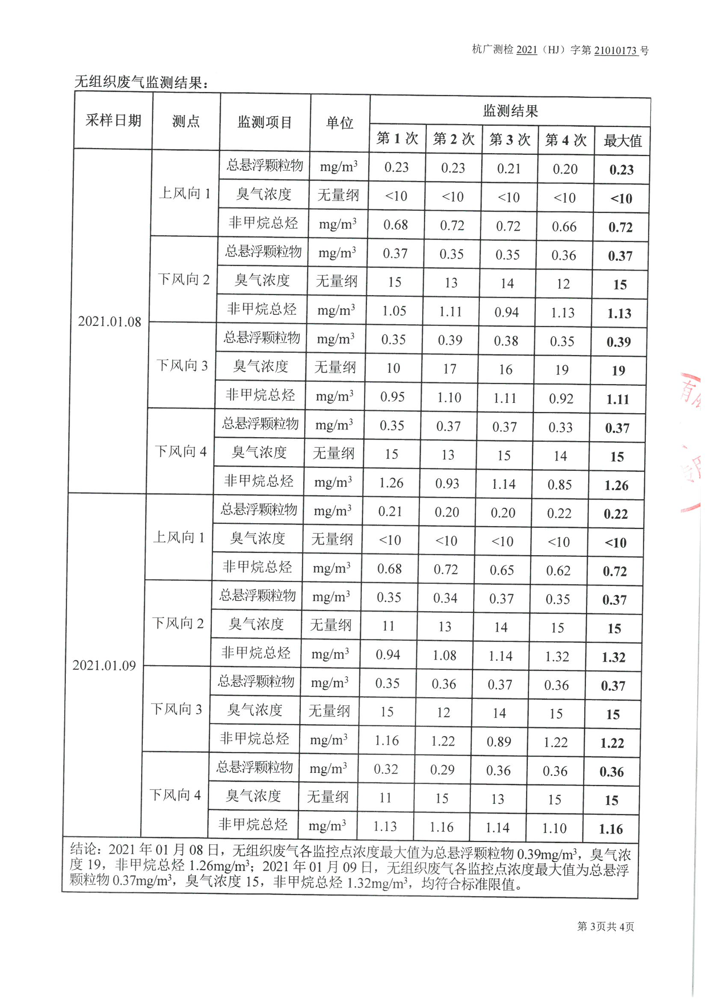 杭广测检 2021（HJ）字第 21010173 号
无组织废气监测结果：
采样日期 测点 监测项目 单位 监测结果
第 1 次 第 2 次 第 3 次 第 4 次 最大值
2021.01.08
上风向 1
总悬浮颗粒物 mg/m³ 0.23 0.23 0.21 0.20 0.23
臭气浓度 无量纲 <10 <10 <10 <10 <10
非甲烷总烃 mg/m³ 0.68 0.72 0.72 0.66 0.72
下风向 2
总悬浮颗粒物 mg/m³ 0.37 0.35 0.35 0.36 0.37
臭气浓度 无量纲 15 13 14 12 15
非甲烷总烃 mg/m³ 1.05 1.11 0.94 1.13 1.13
下风向 3
总悬浮颗粒物 mg/m³ 0.35 0.39 0.38 0.35 0.39
臭气浓度 无量纲 10 17 16 19 19
非甲烷总烃 mg/m³ 0.95 1.10 1.11 0.92 1.11
下风向 4
总悬浮颗粒物 mg/m³ 0.35 0.37 0.37 0.33 0.37
臭气浓度 无量纲 15 13 15 14 15
非甲烷总烃 mg/m³ 1.26 0.93 1.14 0.85 1.26
2021.01.09
上风向 1
总悬浮颗粒物 mg/m³ 0.21 0.20 0.20 0.22 0.22
臭气浓度 无量纲 <10 <10 <10 <10 <10
非甲烷总烃 mg/m³ 0.68 0.72 0.65 0.62 0.72
下风向 2
总悬浮颗粒物 mg/m³ 0.35 0.34 0.37 0.35 0.37
臭气浓度 无量纲 11 13 14 15 15
非甲烷总烃 mg/m³ 0.94 1.08 1.14 1.32 1.32
下风向 3
总悬浮颗粒物 mg/m³ 0.35 0.36 0.37 0.36 0.37
臭气浓度 无量纲 15 12 14 15 15
非甲烷总烃 mg/m³ 1.16 1.22 0.89 1.22 1.22
下风向 4
总悬浮颗粒物 mg/m³ 0.32 0.29 0.36 0.36 0.36
臭气浓度 无量纲 11 15 13 15 15
非甲烷总烃 mg/m³ 1.13 1.16 1.14 1.10 1.16
结论：2021 年 01 月 08 日，无组织废气各监控点浓度最大值为总悬浮颗粒物 0.39mg/m³，臭气浓
度 19，非甲烷总烃 1.26mg/m³；2021 年 01 月 09 日，无组织废气各监控点浓度最大值为总悬浮
颗粒物 0.37mg/m³，臭气浓度 15，非甲烷总烃 1.32mg/m³，均符合标准限值。
第 3页共 4页